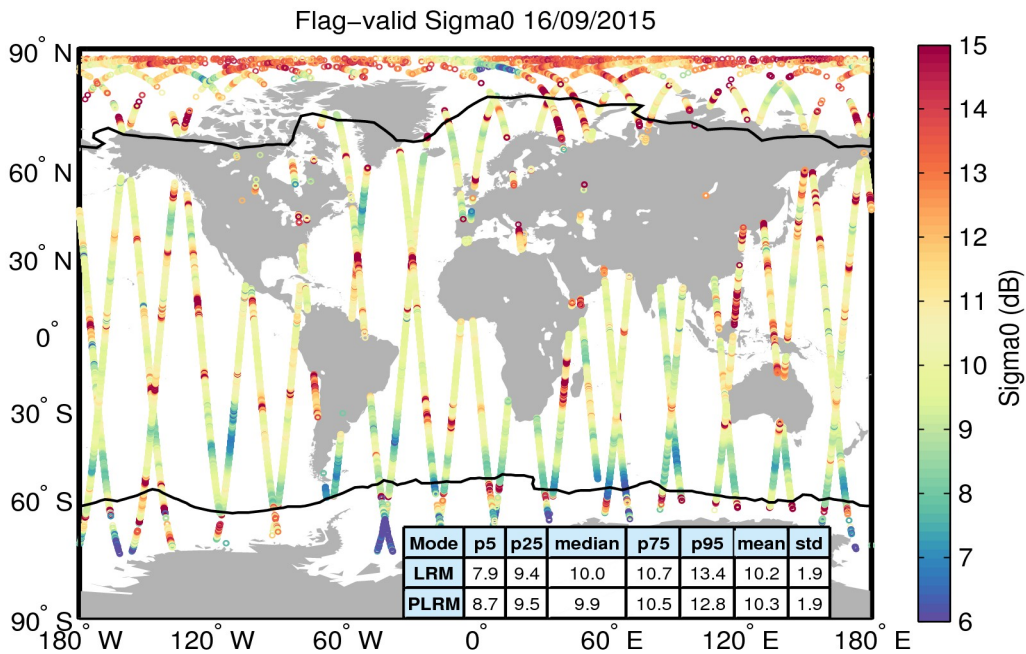 Flag−valid Sigma0 16/09/2015
90° N
60° N
30° N
0°
30° S
60° S
90° S
180° W
120° W
60° W
0°
60° E
120° E
180° E
Mode p5 p25 median p75 p95 mean std
LRM 7.9 9.4 10.0 10.7 13.4 10.2 1.9
PLRM 8.7 9.5 9.9 10.5 12.8 10.3 1.9
15
14
13
12
11
10
9
8
7
6
Sigma0 (dB)